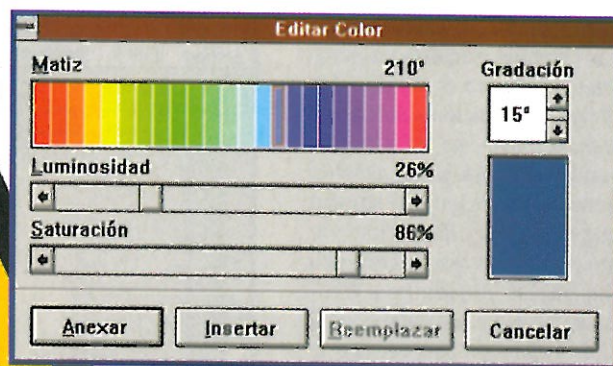 Editar Color
Matiz 210° Gradación
15°
Luminosidad 26%
Saturación 86%
Anexar Insertar Reemplazar Cancelar